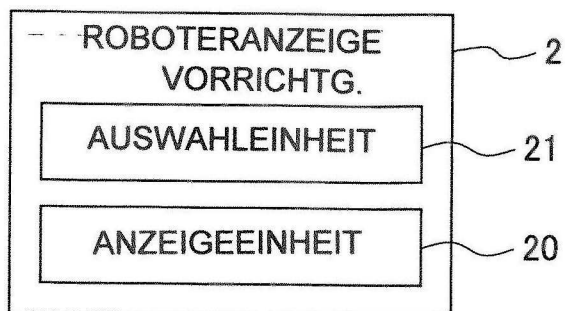 ROBOTERANZEIGE
VORRICHTG.
2
AUSWAHLEINHEIT
21
ANZEIGEEINHEIT
20